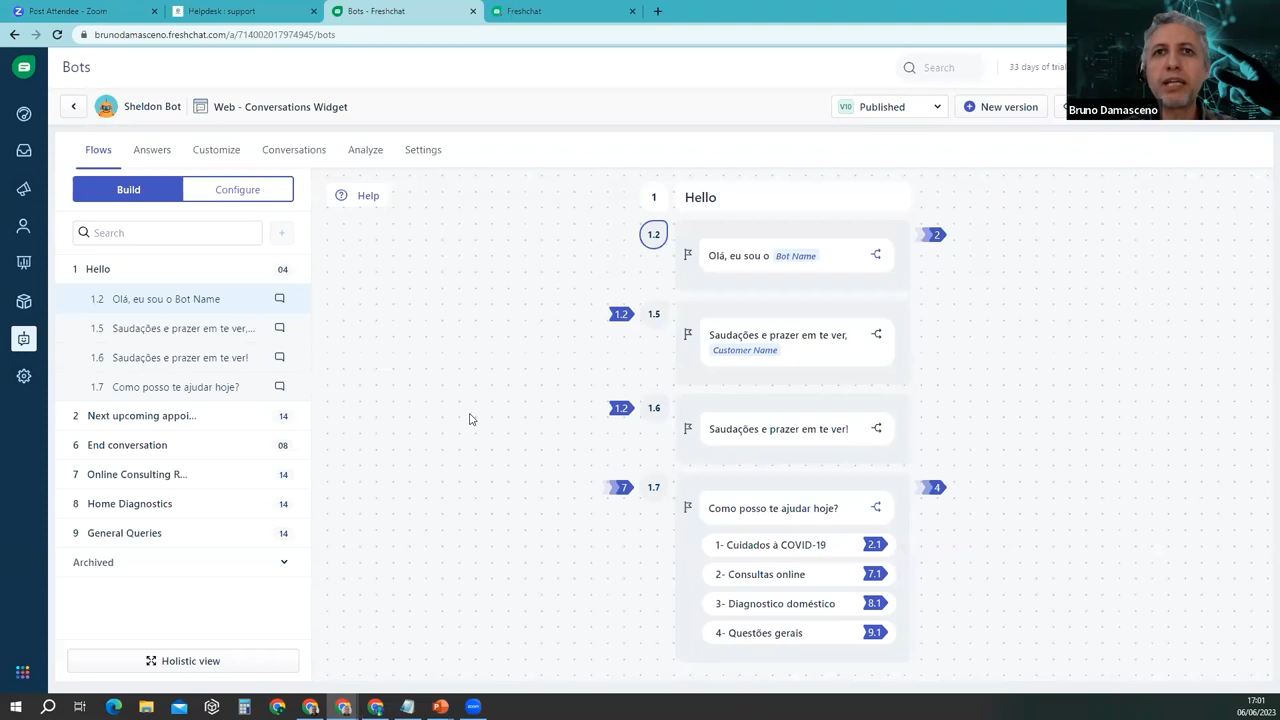 Post Attendee - Zoom
Helpdesk : support
Bots - Freshchat
Freshchat
brunodamasceno.freshchat.com/a/714002017974945/bots
Bots
Search
33 days of trial
Bruno Damasceno
Sheldon Bot
Web - Conversations Widget
V10 Published
New version
Flows
Answers
Customize
Conversations
Analyze
Settings
Build
Configure
Search
1 Hello 04
1.2 Olá, eu sou o Bot Name
1.5 Saudações e prazer em te ver,...
1.6 Saudações e prazer em te ver!
1.7 Como posso te ajudar hoje?
2 Next upcoming appoi... 14
6 End conversation 08
7 Online Consulting R... 14
8 Home Diagnostics 14
9 General Queries 14
Archived
Holistic view
Help
1 Hello
1.2 2
Olá, eu sou o Bot Name
1.2 1.5
Saudações e prazer em te ver,
Customer Name
1.2 1.6
Saudações e prazer em te ver!
7 1.7 4
Como posso te ajudar hoje?
1- Cuidados à COVID-19 2.1
2- Consultas online 7.1
3- Diagnostico doméstico 8.1
4- Questões gerais 9.1
zoom
17:01
06/06/2023